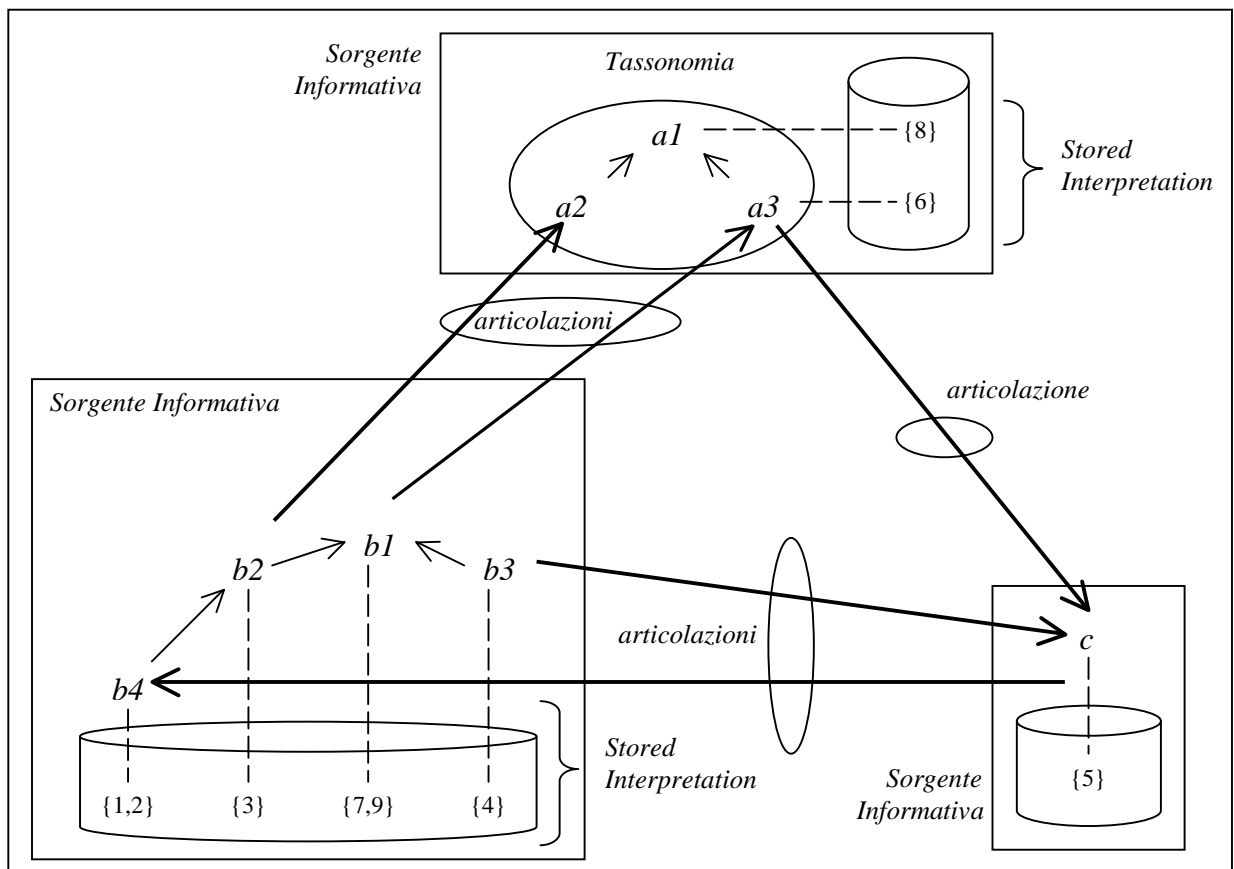 Sorgente
Informativa
Tassonomia
a1
{8}
Stored
Interpretation
a2
a3
{6}
articolazioni
articolazione
Sorgente Informativa
b1
b2
b3
articolazioni
c
b4
Stored
Interpretation
{1,2}
{3}
{7,9}
{4}
Sorgente
Informativa
{5}